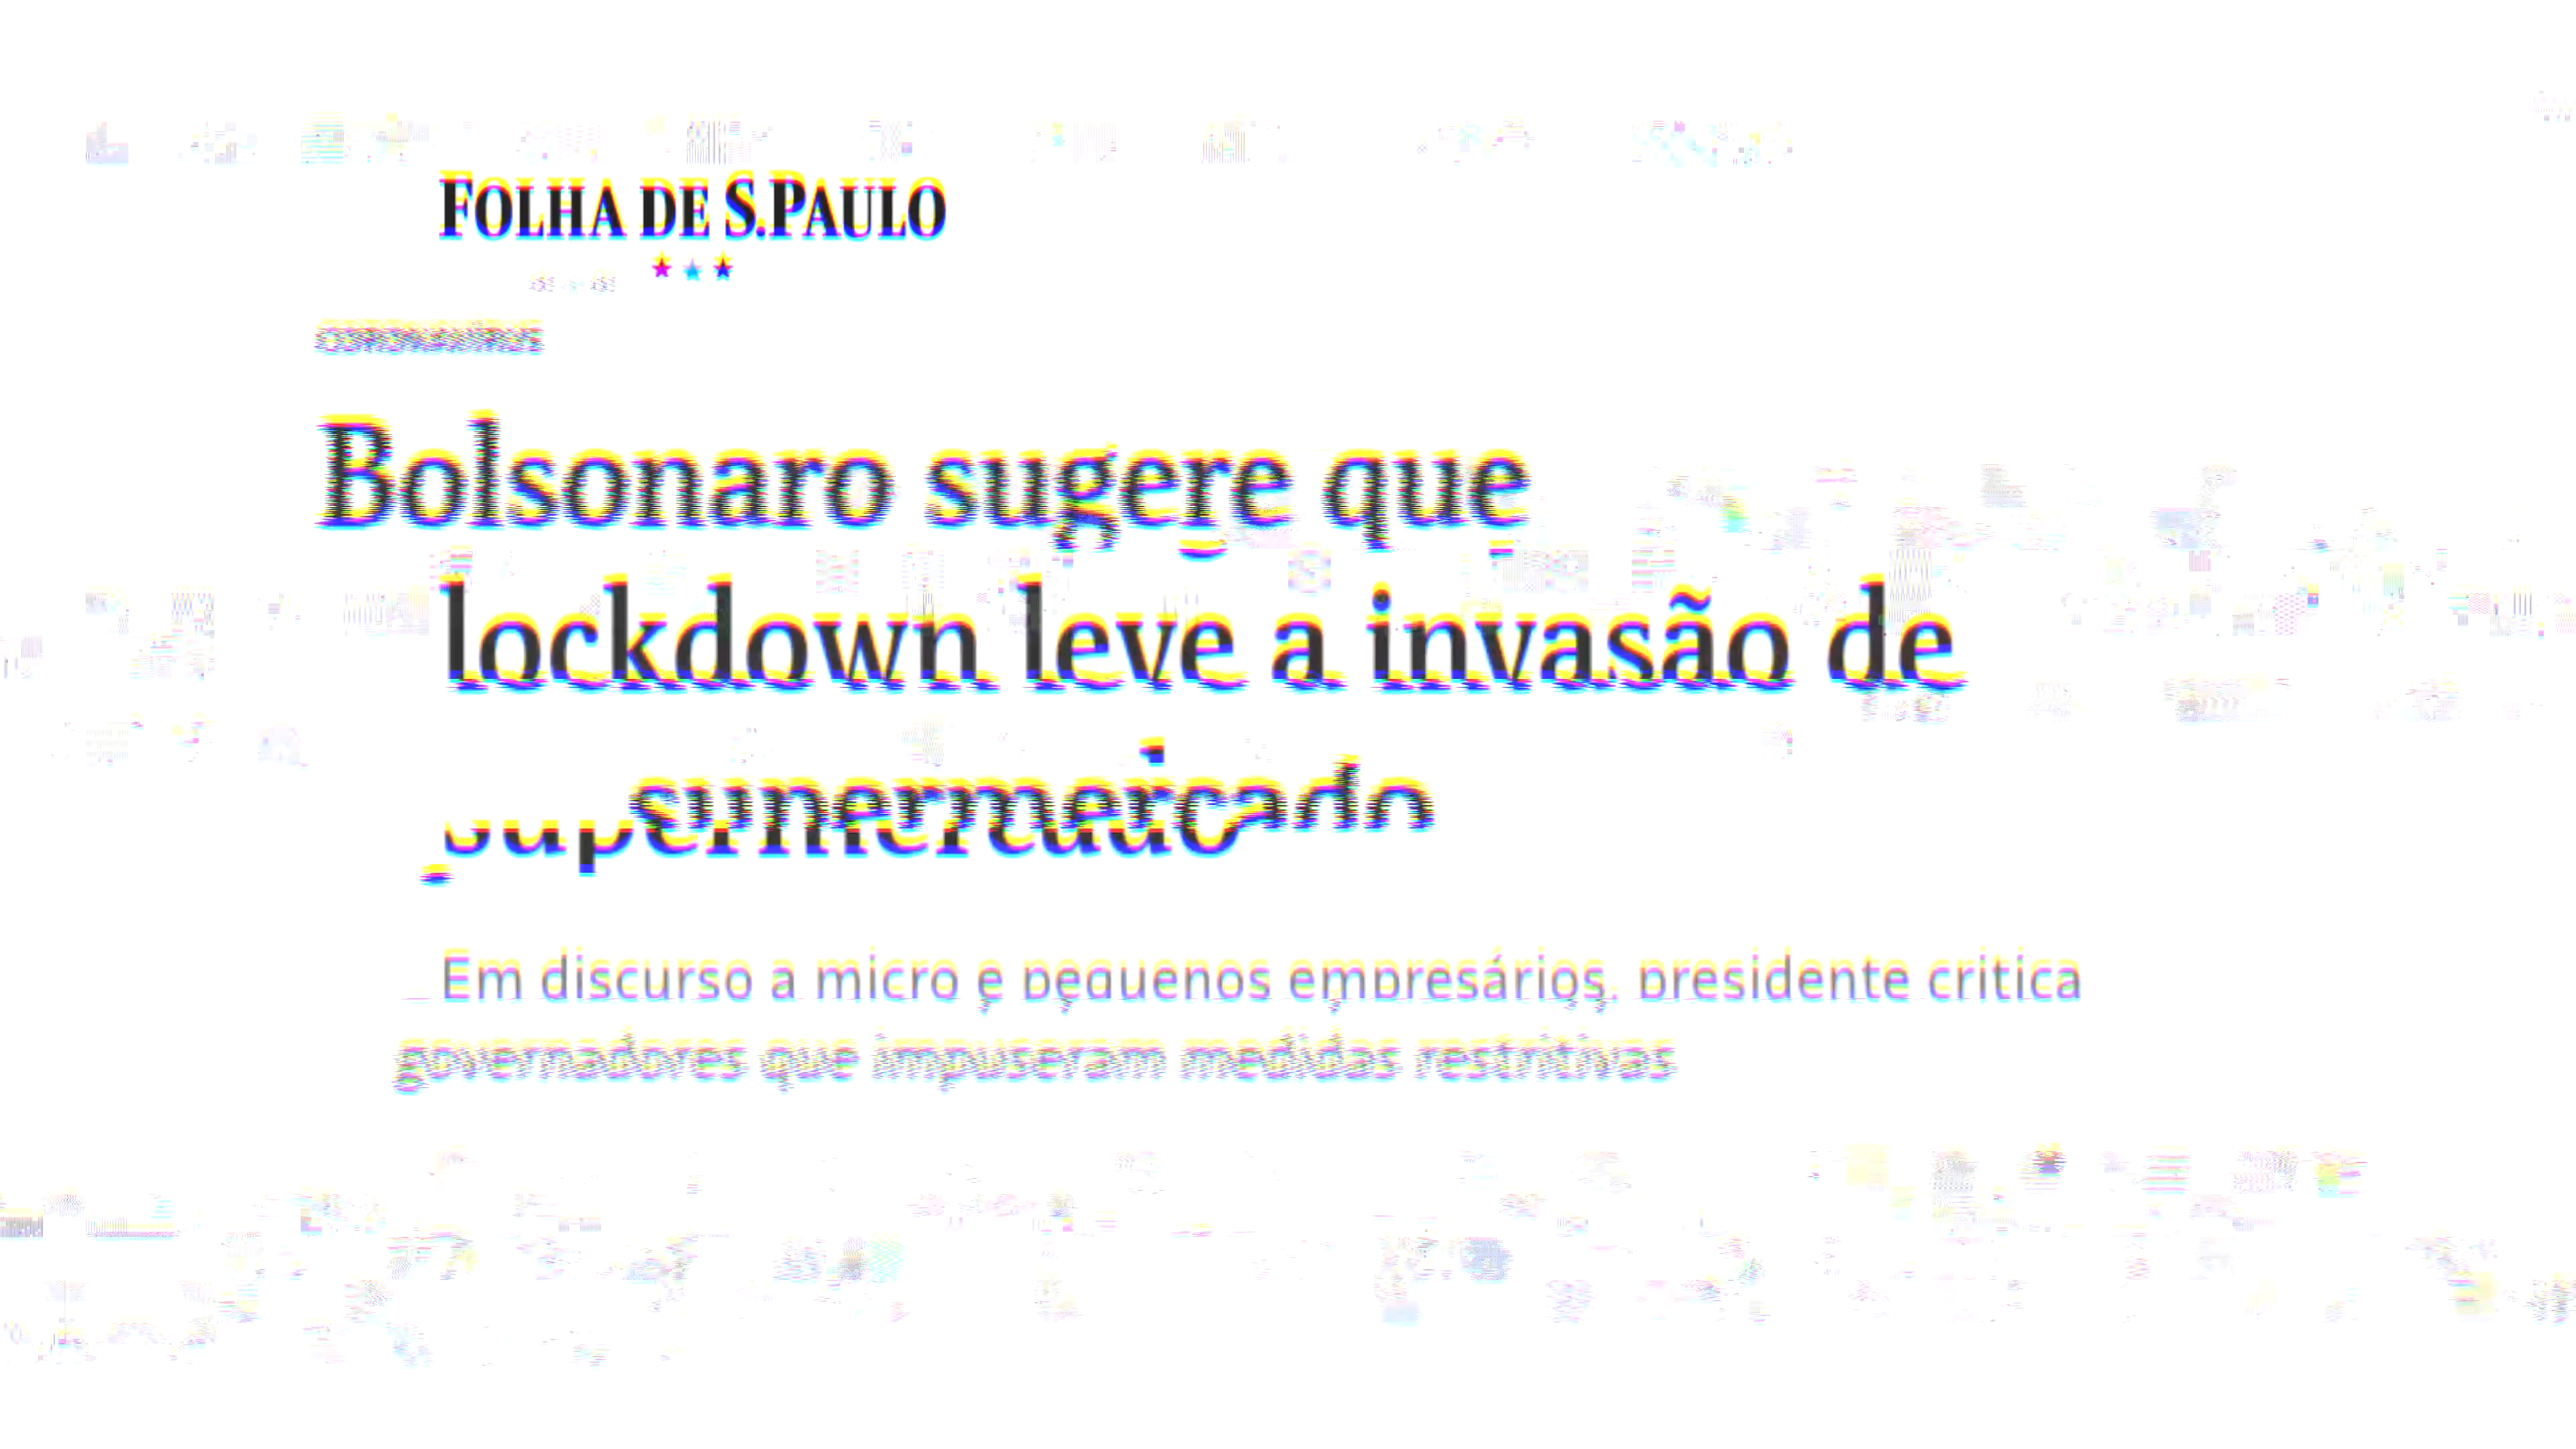 FOLHA DE S.PAULO
Bolsonaro sugere que
lockdown leve a invasão de
supermercado
Em discurso a micro e pequenos empresários, presidente critica
governadores que impuseram medidas restritivas